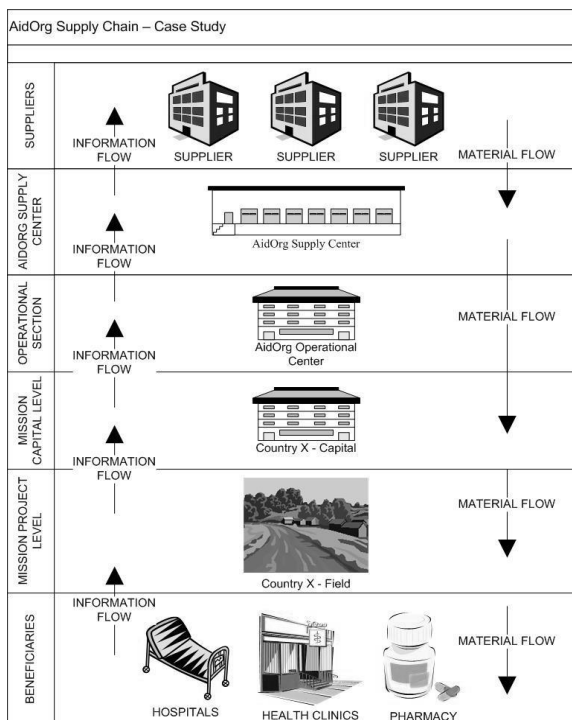 AidOrg Supply Chain – Case Study
SUPPLIERS
INFORMATION
FLOW
SUPPLIER
SUPPLIER
SUPPLIER
MATERIAL FLOW
AIDORG SUPPLY
CENTER
INFORMATION
FLOW
AidOrg Supply Center
OPERATIONAL
SECTION
INFORMATION
FLOW
AidOrg Operational
Center
MATERIAL FLOW
MISSION
CAPITAL LEVEL
INFORMATION
FLOW
Country X - Capital
MISSION PROJECT
LEVEL
Country X - Field
MATERIAL FLOW
BENEFICIARIES
INFORMATION
FLOW
HOSPITALS
HEALTH CLINICS
PHARMACY
MATERIAL FLOW